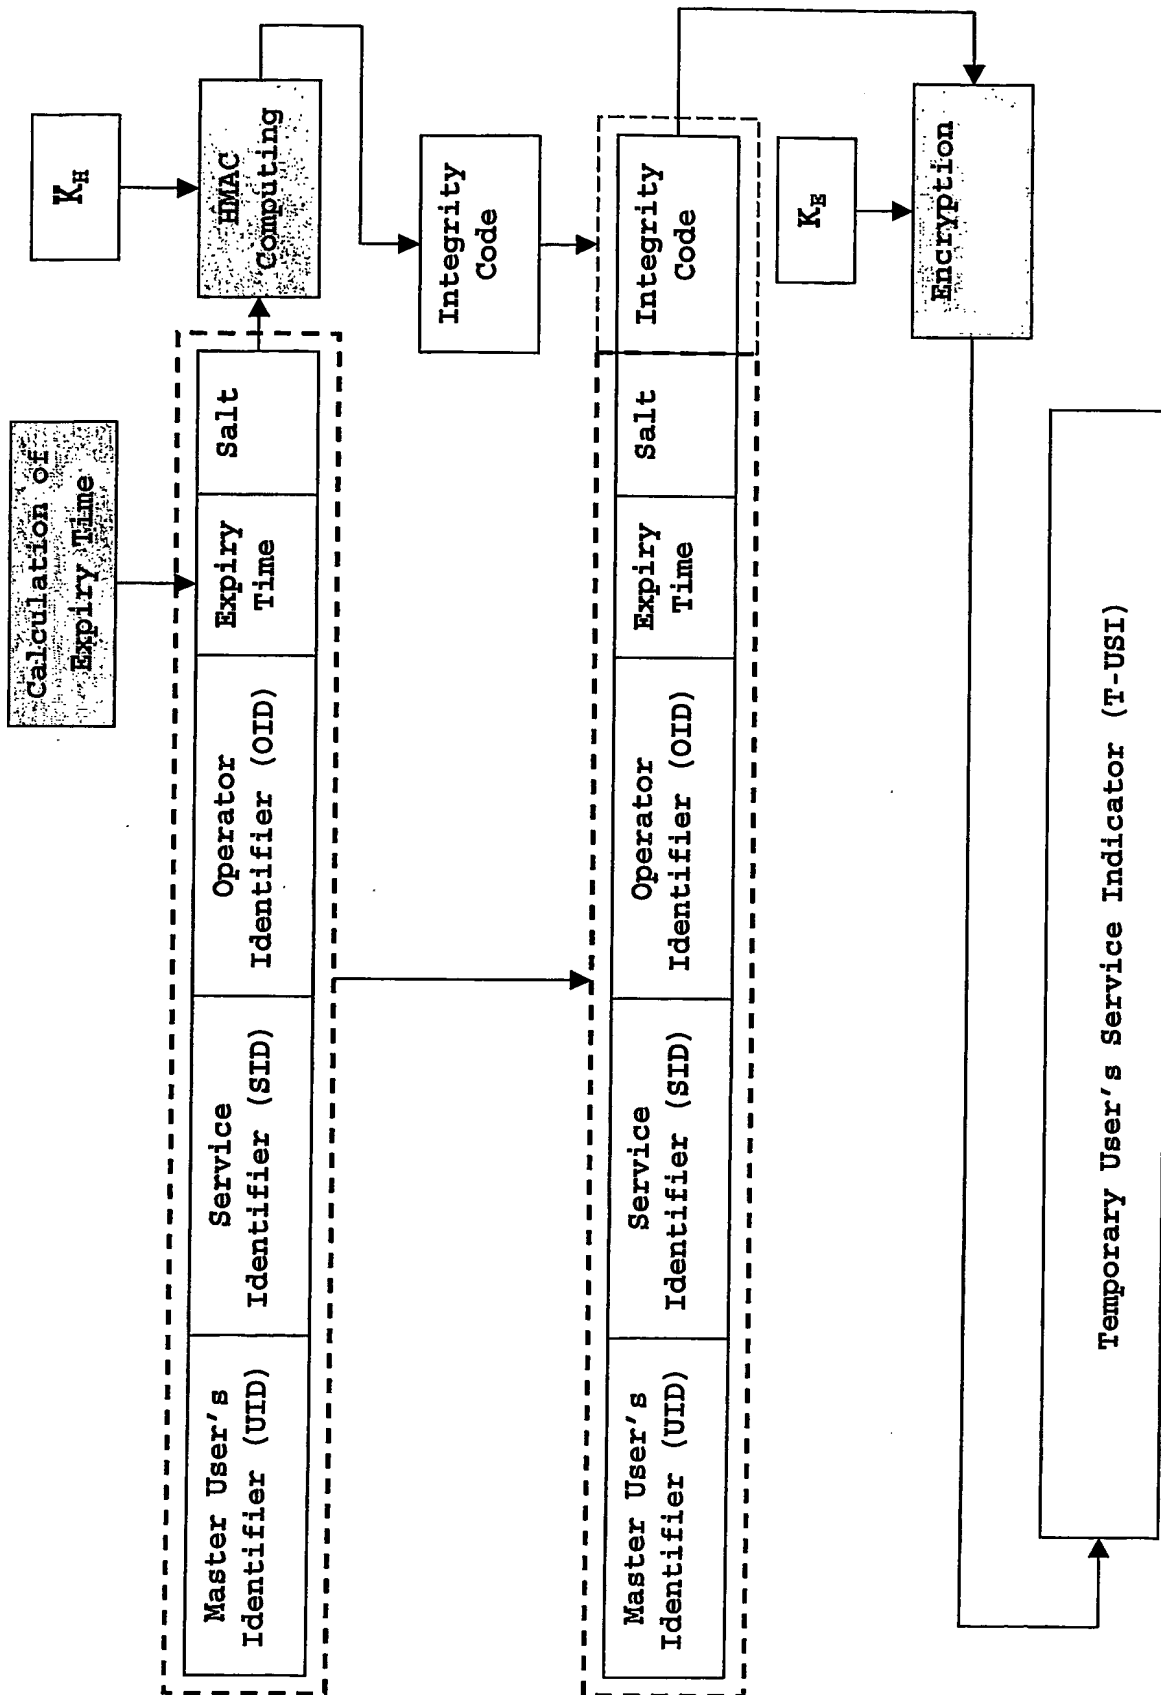 Calculation of
Expiry Time
K_H
Master User's
Identifier (UID)
Service
Identifier (SID)
Operator
Identifier (OID)
Expiry
Time
Salt
HMAC
Computing
Integrity
Code
Master User's
Identifier (UID)
Service
Identifier (SID)
Operator
Identifier (OID)
Expiry
Time
Salt
Integrity
Code
K_E
Encryption
Temporary User's Service Indicator (T-USI)